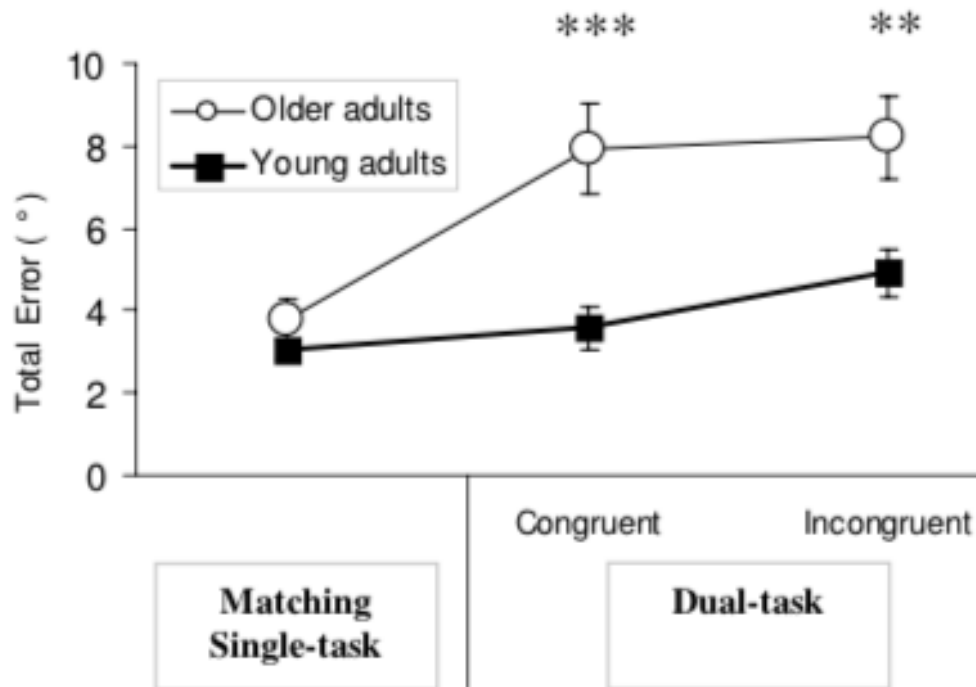 *** **
10
8
6
4
2
0
Total Error ( ° )
Older adults
Young adults
Congruent Incongruent
Matching
Single-task
Dual-task